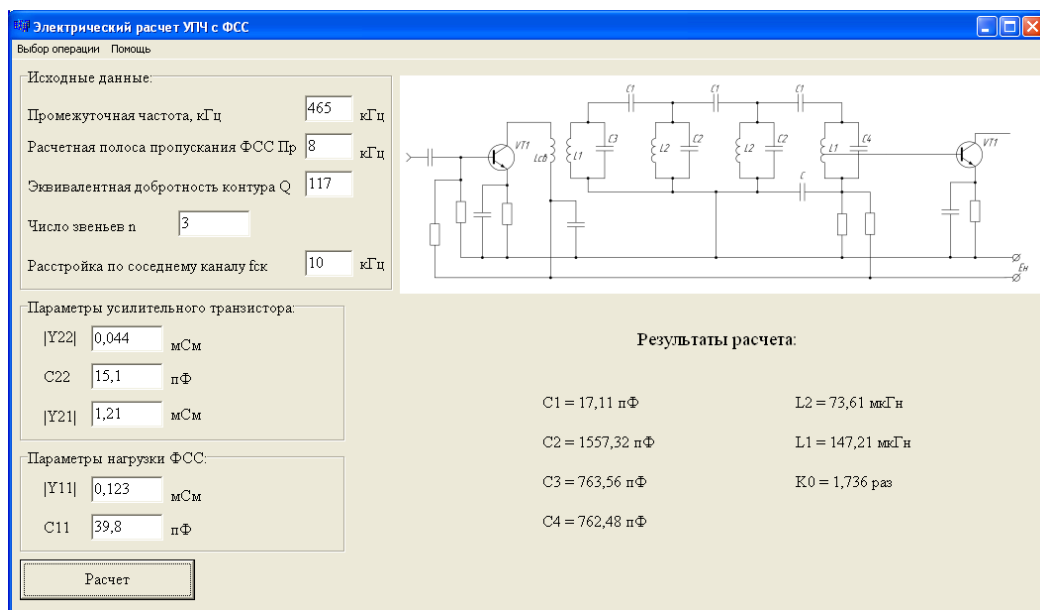 Электрический расчет УПЧ с ФСС
Выбор операции Помощь
Исходные данные:
Промежуточная частота, кГц 465 кГц
Расчетная полоса пропускания ФСС Пр 8 кГц
Эквивалентная добротность контура Q 117
Число звеньев n 3
Расстройка по соседнему каналу fск 10 кГц
C1 C1 C1
VT1 Lсв L1 C3 L2 C2 L2 C2 L1 C4 VT1
C
Eн
Параметры усилительного транзистора:
|Y22| 0,044 мСм
C22 15,1 пФ
|Y21| 1,21 мСм
Параметры нагрузки ФСС:
|Y11| 0,123 мСм
C11 39,8 пФ
Расчет
Результаты расчета:
C1 = 17,11 пФ L2 = 73,61 мкГн
C2 = 1557,32 пФ L1 = 147,21 мкГн
C3 = 763,56 пФ K0 = 1,736 раз
C4 = 762,48 пФ